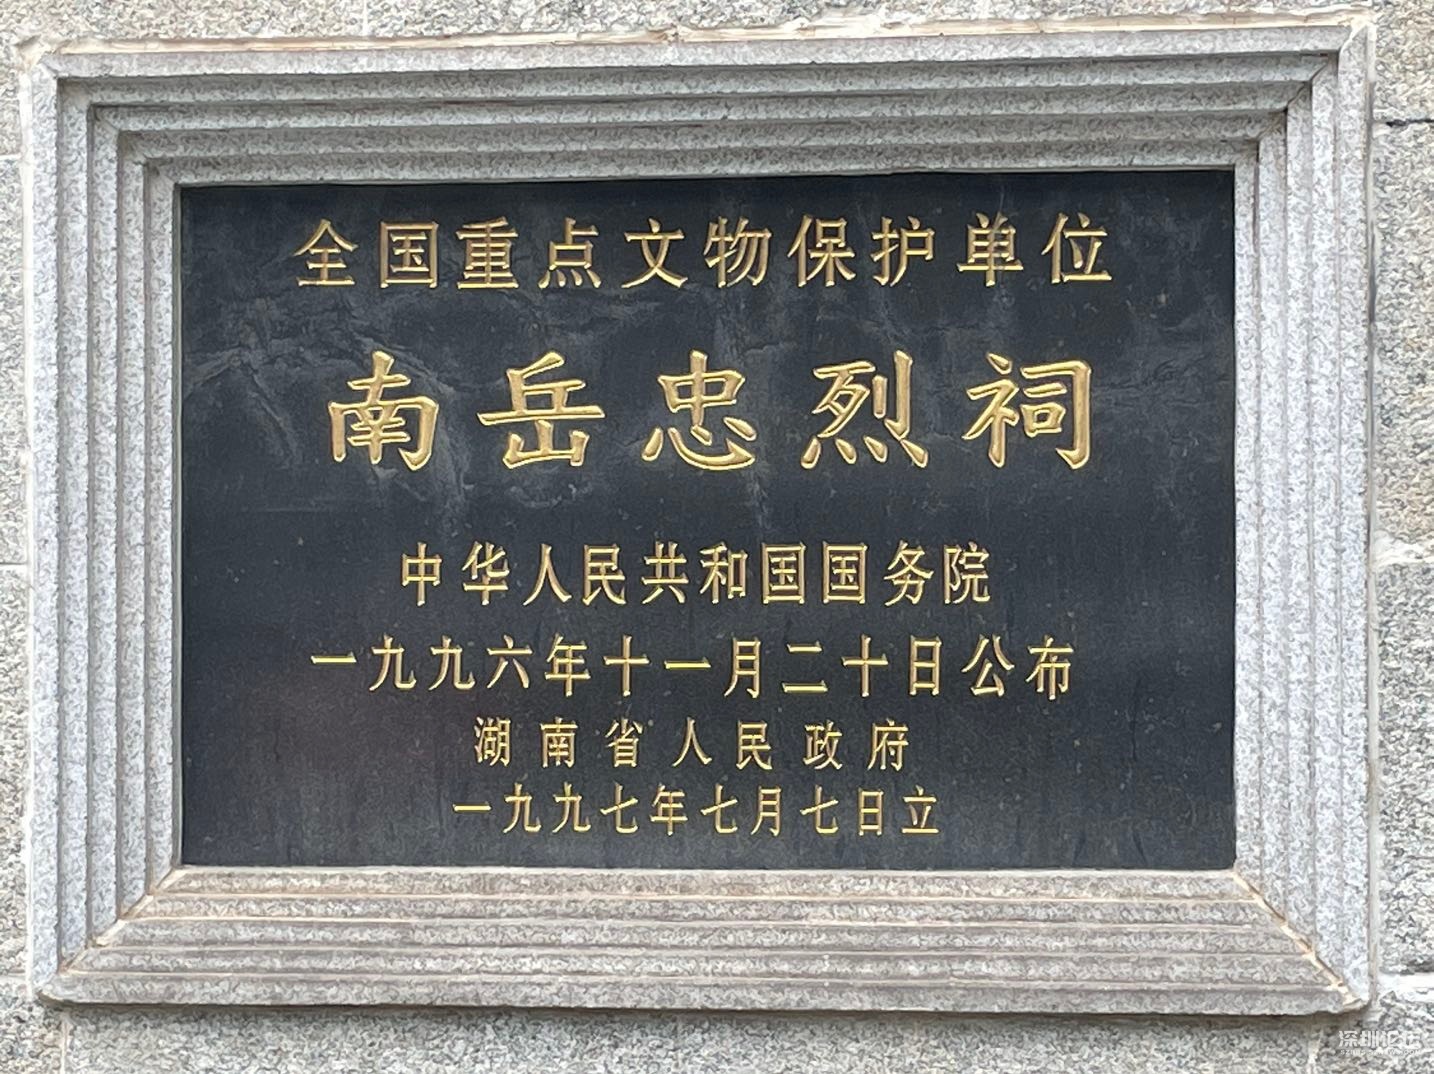 全国重点文物保护单位
南岳忠烈祠
中华人民共和国国务院
一九九六年十一月二十日公布
湖南省人民政府
一九九七年七月七日立